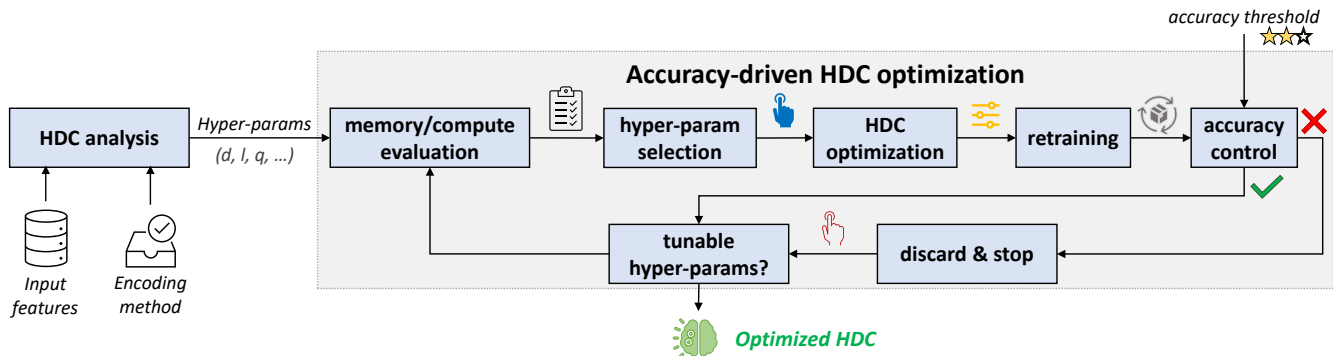 accuracy threshold
Accuracy-driven HDC optimization
HDC analysis
Hyper-params
(d, l, q, ...)
memory/compute
evaluation
hyper-param
selection
HDC
optimization
retraining
accuracy
control
tunable
hyper-params?
discard & stop
Input
features
Encoding
method
Optimized HDC